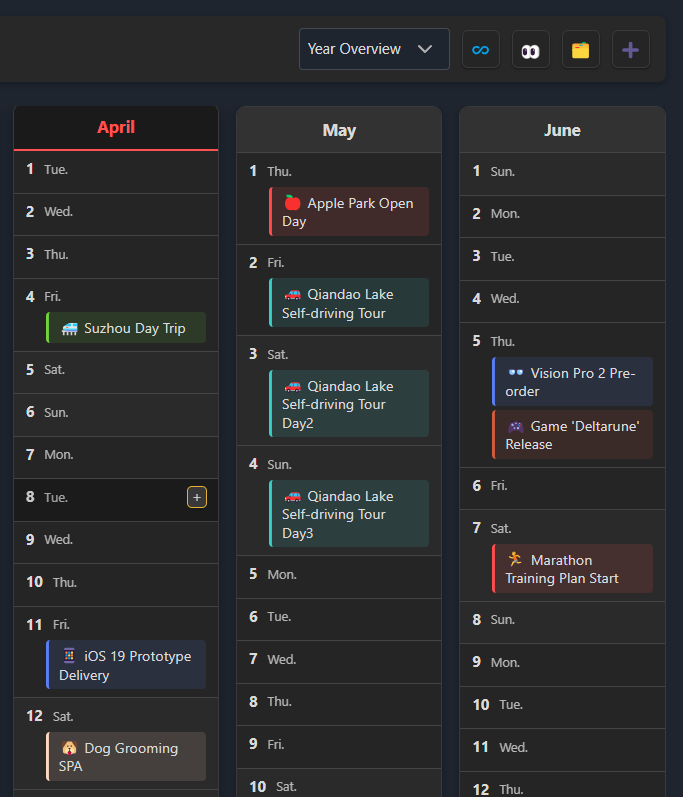 Year Overview
April
1 Tue.
2 Wed.
3 Thu.
4 Fri.
Suzhou Day Trip
5 Sat.
6 Sun.
7 Mon.
8 Tue.
+
9 Wed.
10 Thu.
11 Fri.
iOS 19 Prototype
Delivery
12 Sat.
Dog Grooming
SPA
May
1 Thu.
Apple Park Open
Day
2 Fri.
Qiandao Lake
Self-driving Tour
3 Sat.
Qiandao Lake
Self-driving Tour
Day2
4 Sun.
Qiandao Lake
Self-driving Tour
Day3
5 Mon.
6 Tue.
7 Wed.
8 Thu.
9 Fri.
10 Sat.
June
1 Sun.
2 Mon.
3 Tue.
4 Wed.
5 Thu.
Vision Pro 2 Pre-
order
Game 'Deltarune'
Release
6 Fri.
7 Sat.
Marathon
Training Plan Start
8 Sun.
9 Mon.
10 Tue.
11 Wed.
12 Thu.